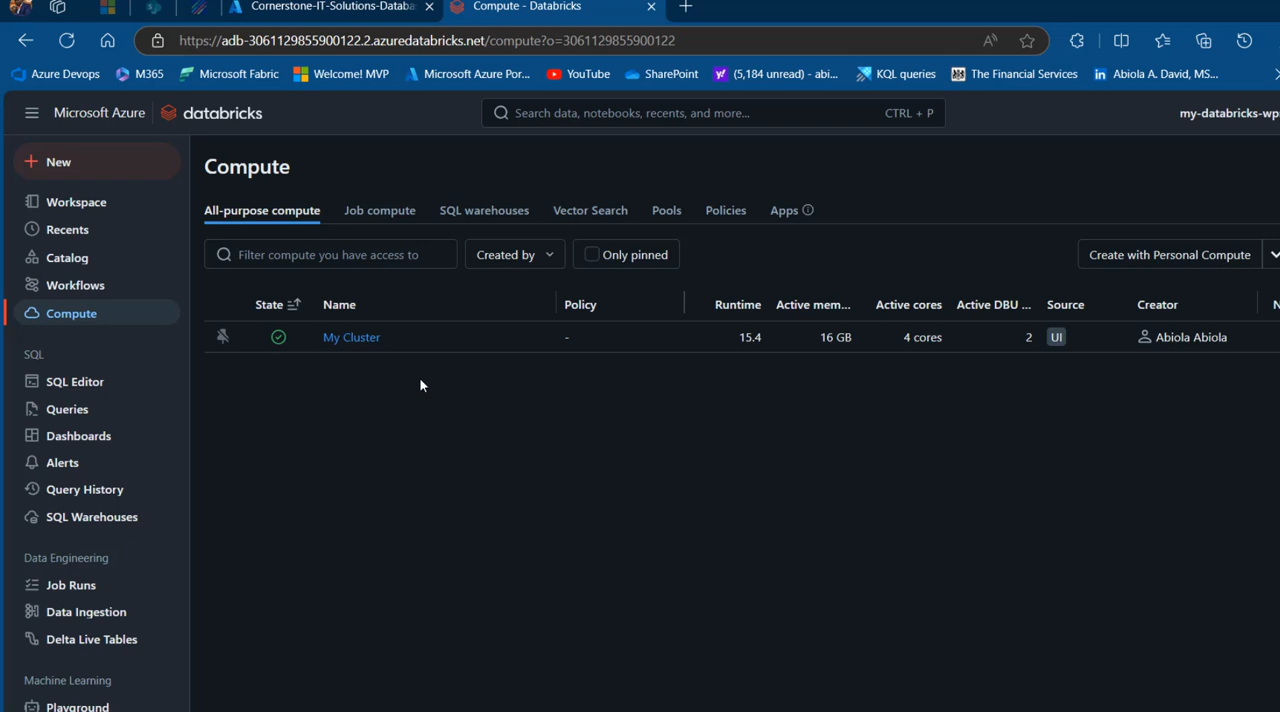 Cornerstone-IT-Solutions-Databa
Compute - Databricks
https://adb-3061129855900122.2.azuredatabricks.net/compute?o=3061129855900122
Azure Devops
M365
Microsoft Fabric
Welcome! MVP
Microsoft Azure Por...
YouTube
SharePoint
(5,184 unread) - abi...
KQL queries
The Financial Services
Abiola A. David, MS...
Microsoft Azure
databricks
Search data, notebooks, recents, and more...
CTRL + P
my-databricks-wp
New
Workspace
Recents
Catalog
Workflows
Compute
SQL
SQL Editor
Queries
Dashboards
Alerts
Query History
SQL Warehouses
Data Engineering
Job Runs
Data Ingestion
Delta Live Tables
Machine Learning
Playground
Compute
All-purpose compute
Job compute
SQL warehouses
Vector Search
Pools
Policies
Apps
Filter compute you have access to
Created by
Only pinned
Create with Personal Compute
State Name Policy Runtime Active mem... Active cores Active DBU ... Source Creator N
My Cluster - 15.4 16 GB 4 cores 2 UI Abiola Abiola